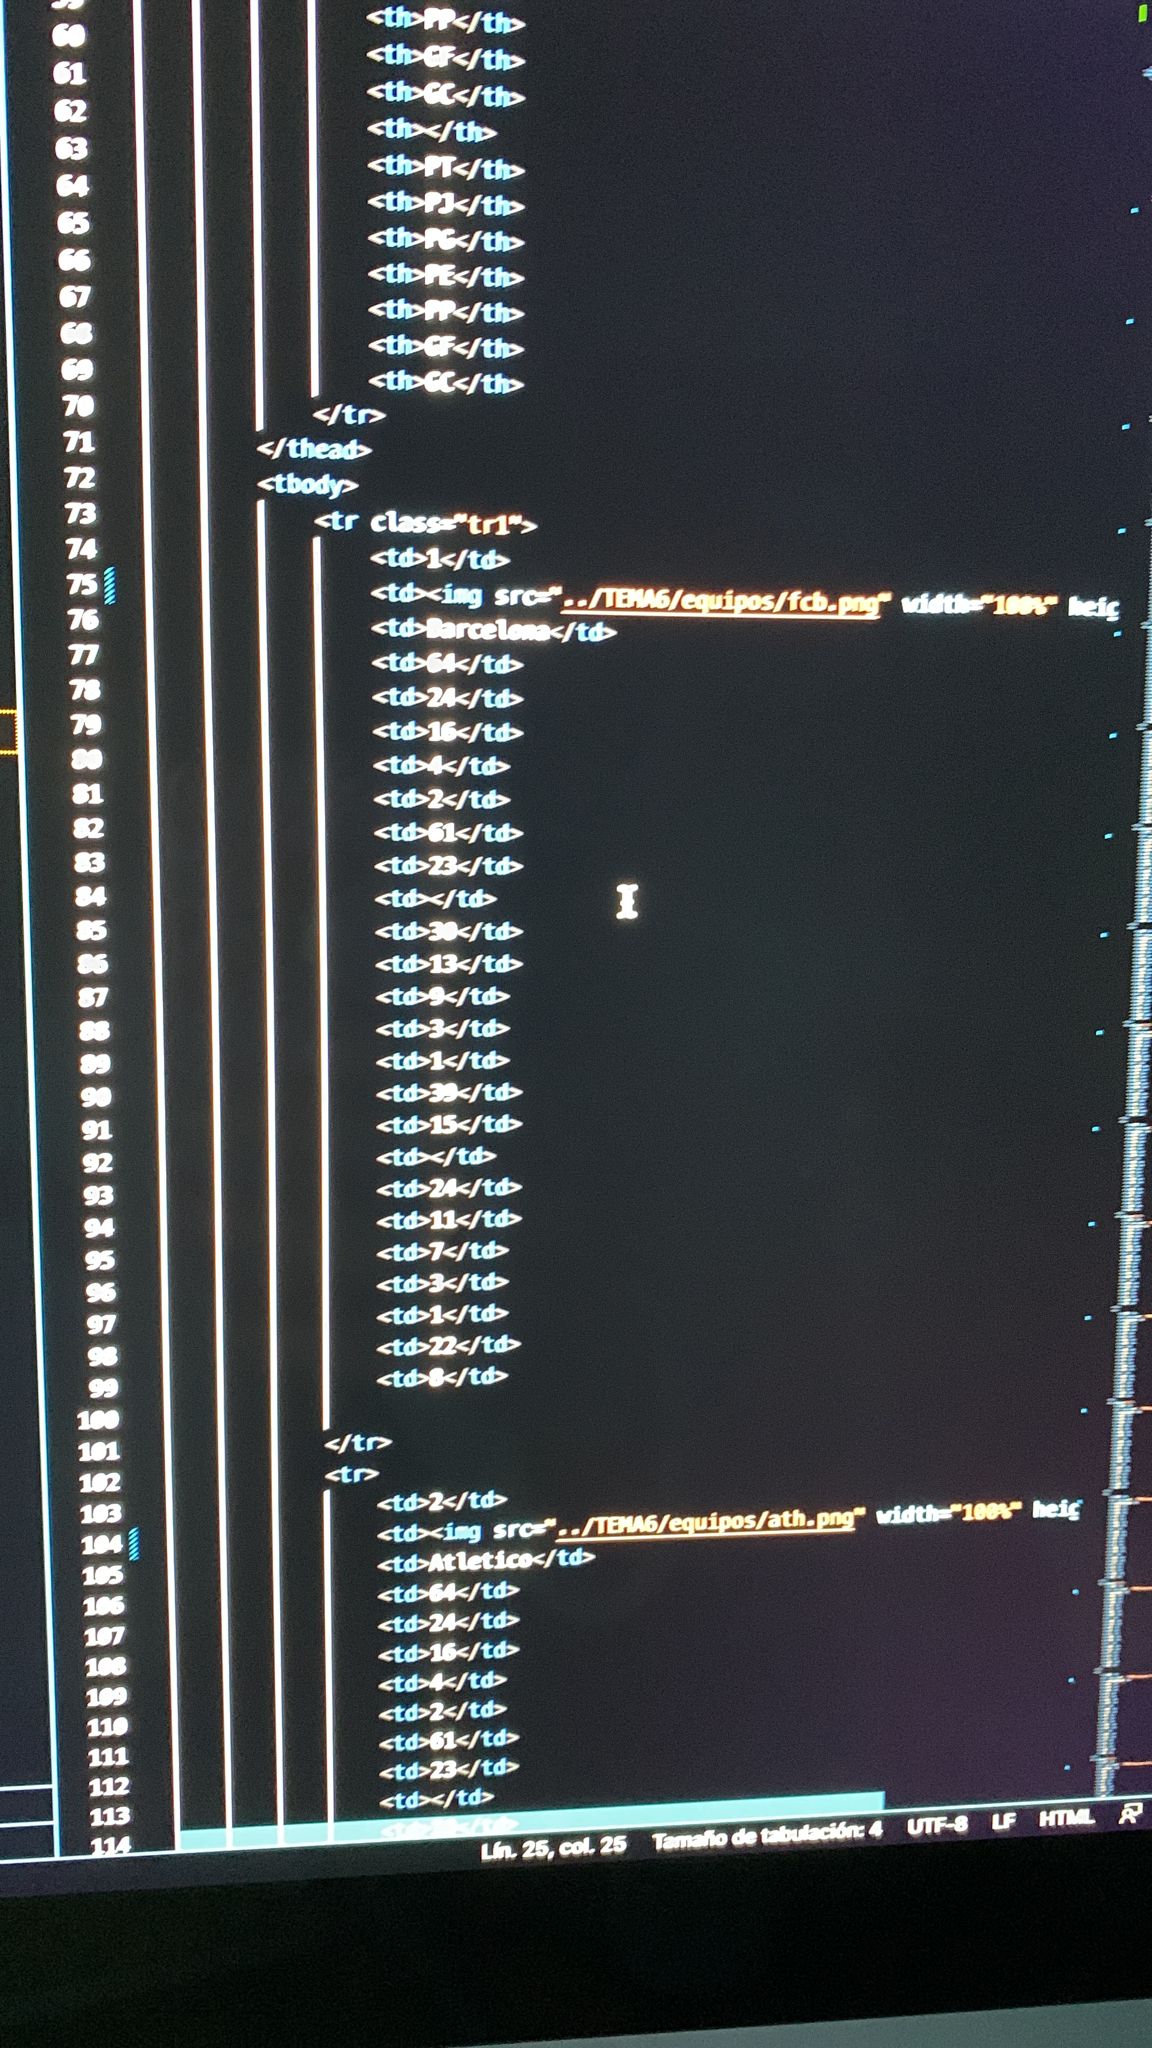 59 <th>PP</th>
60 <th>GF</th>
61 <th>GC</th>
62 <th></th>
63 <th>PT</th>
64 <th>PJ</th>
65 <th>PG</th>
66 <th>PE</th>
67 <th>PP</th>
68 <th>GF</th>
69 <th>GC</th>
70 </tr>
71 </thead>
72 <tbody>
73 <tr class="tr1">
74 <td>1</td>
75 <td><img src="../TEMA6/equipos/fcb.png" width="100%" heig
76 <td>Barcelona</td>
77 <td>64</td>
78 <td>24</td>
79 <td>16</td>
80 <td>4</td>
81 <td>2</td>
82 <td>61</td>
83 <td>23</td>
84 <td></td>
85 <td>30</td>
86 <td>13</td>
87 <td>9</td>
88 <td>3</td>
89 <td>1</td>
90 <td>39</td>
91 <td>15</td>
92 <td></td>
93 <td>24</td>
94 <td>11</td>
95 <td>7</td>
96 <td>3</td>
97 <td>1</td>
98 <td>22</td>
99 <td>8</td>
100
101 </tr>
102 <tr>
103 <td>2</td>
104 <td><img src="../TEMA6/equipos/ath.png" width="100%" heig
105 <td>Atletico</td>
106 <td>64</td>
107 <td>24</td>
108 <td>16</td>
109 <td>4</td>
110 <td>2</td>
111 <td>61</td>
112 <td>23</td>
113 <td></td>
114
Lín. 25, col. 25 Tamaño de tabulación: 4 UTF-8 LF HTML